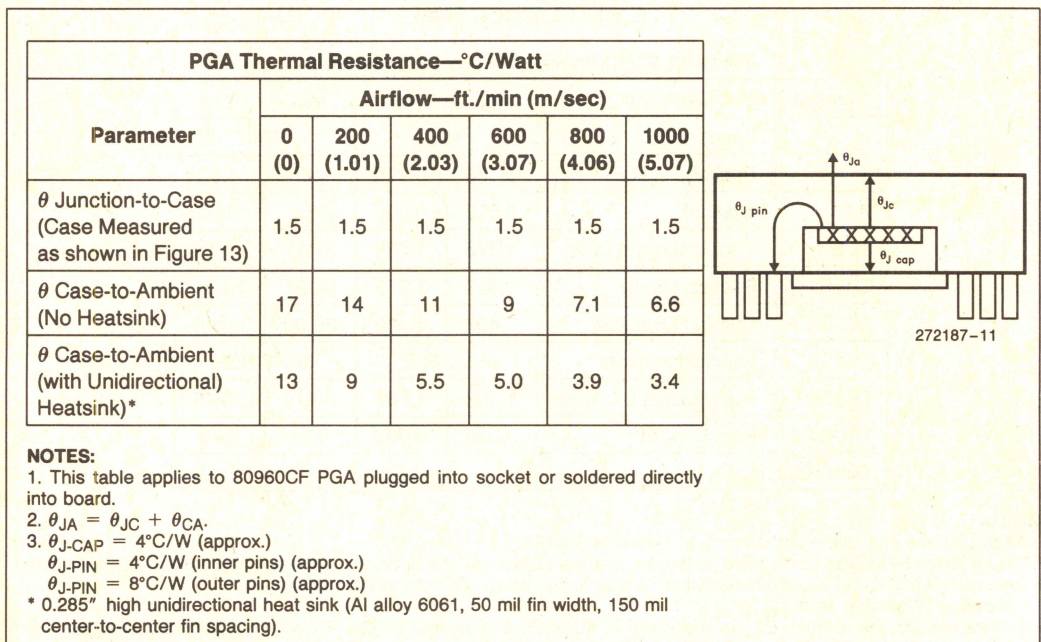 PGA Thermal Resistance—°C/Watt
Parameter
Airflow—ft./min (m/sec)
0 200 400 600 800 1000
(0) (1.01) (2.03) (3.07) (4.06) (5.07)
θ Junction-to-Case
(Case Measured
as shown in Figure 13)
1.5 1.5 1.5 1.5 1.5 1.5
θ Case-to-Ambient
(No Heatsink)
17 14 11 9 7.1 6.6
θ Case-to-Ambient
(with Unidirectional)
Heatsink)*
13 9 5.5 5.0 3.9 3.4
θJa
θJc
θJ pin
θJ cap
272187–11
NOTES:
1. This table applies to 80960CF PGA plugged into socket or soldered directly
into board.
2. θJA = θJC + θCA.
3. θJ-CAP = 4°C/W (approx.)
θJ-PIN = 4°C/W (inner pins) (approx.)
θJ-PIN = 8°C/W (outer pins) (approx.)
* 0.285″ high unidirectional heat sink (Al alloy 6061, 50 mil fin width, 150 mil
center-to-center fin spacing).